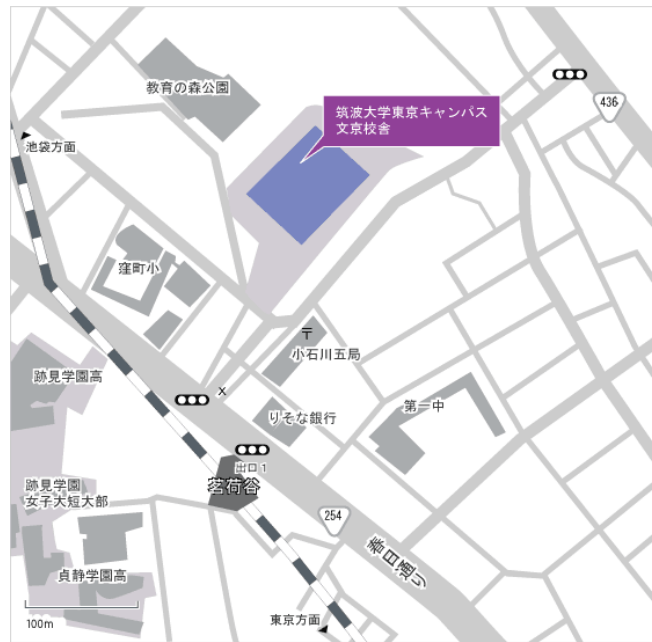 教育の森公園
筑波大学東京キャンパス
文京校舎
436
池袋方面
窪町小
〒
小石川五局
跡見学園高
x
りそな銀行
第一中
出口1
茗荷谷
跡見学園
女子大短大部
254
春日通り
貞静学園高
100m
東京方面